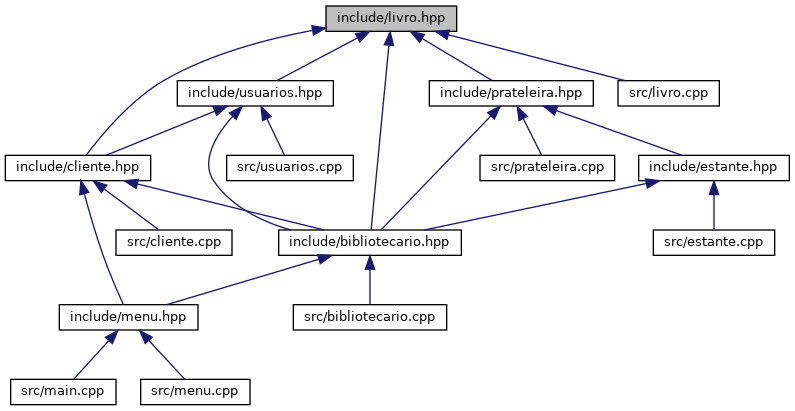 include/livro.hpp
include/usuarios.hpp
include/prateleira.hpp
src/livro.cpp
include/cliente.hpp
src/usuarios.cpp
src/prateleira.cpp
include/estante.hpp
src/cliente.cpp
include/bibliotecario.hpp
src/estante.cpp
include/menu.hpp
src/bibliotecario.cpp
src/main.cpp
src/menu.cpp